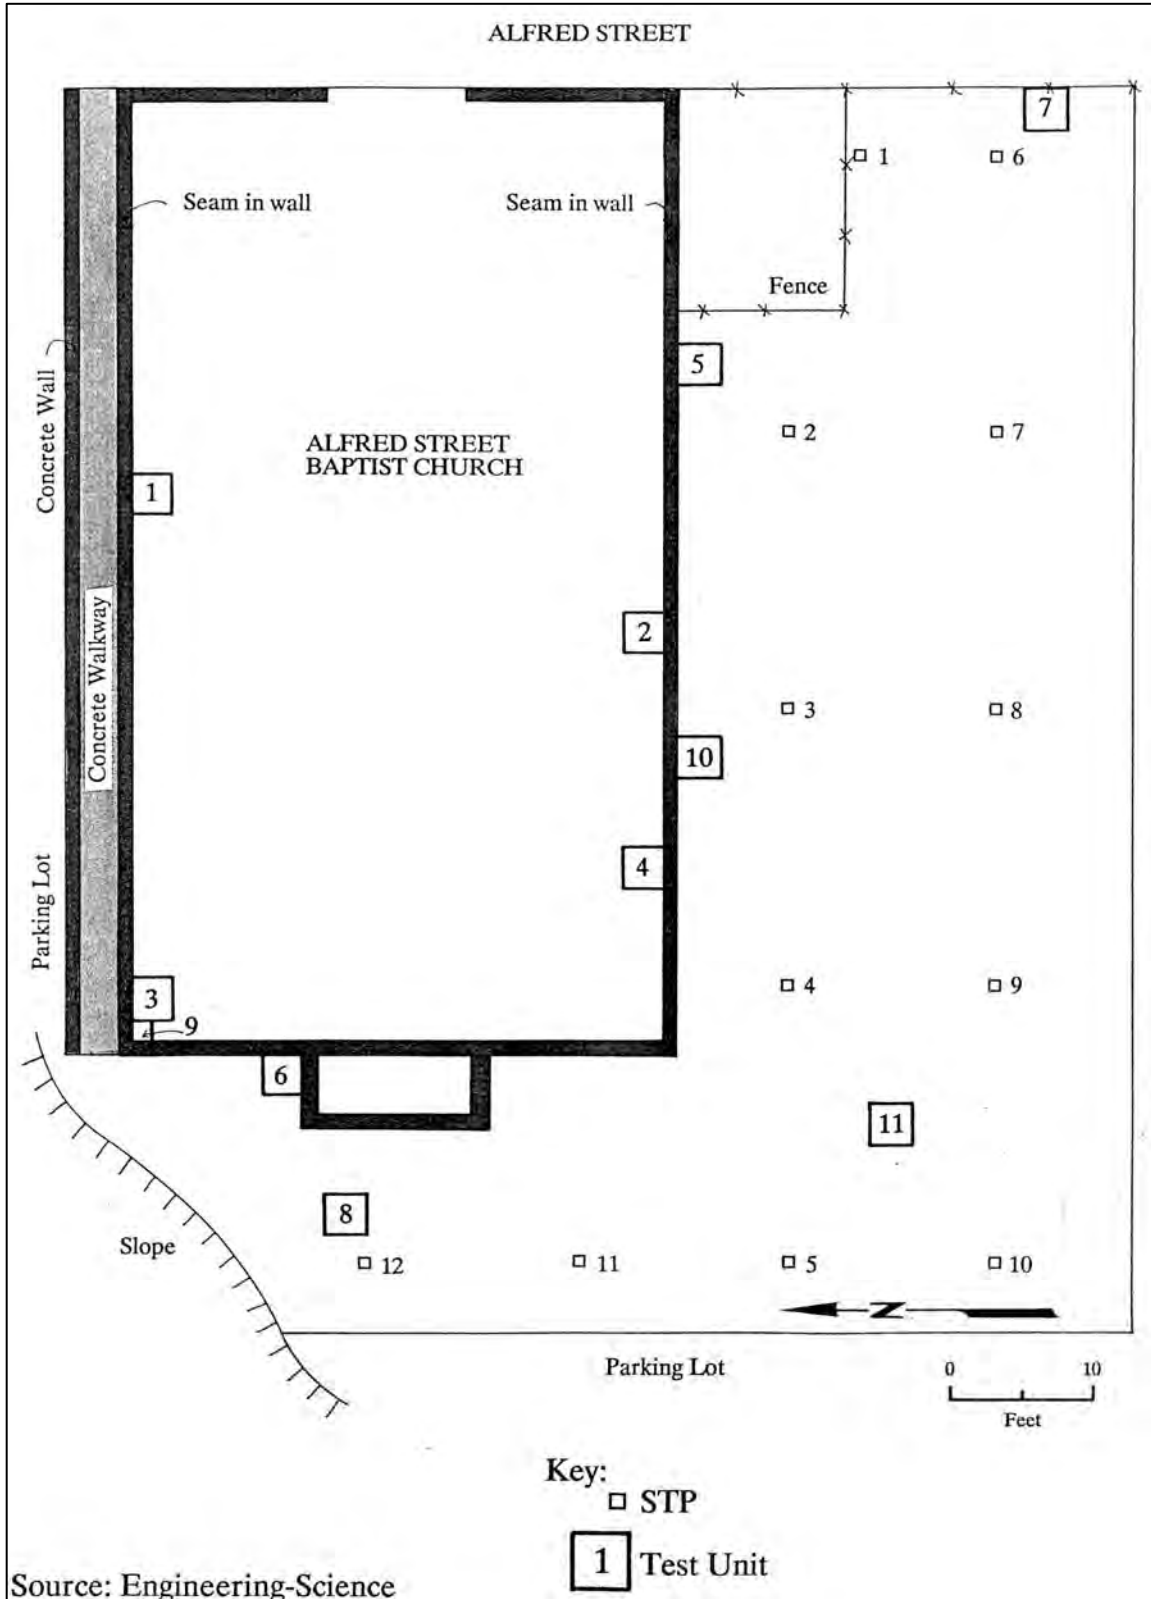 ALFRED STREET
7
1
6
Seam in wall
Seam in wall
Fence
Concrete Wall
5
2
7
ALFRED STREET
BAPTIST CHURCH
1
Concrete Walkway
2
3
8
10
4
Parking Lot
3
9
4
9
6
11
8
Slope
12
11
5
10
N
Parking Lot
0 10
Feet
Key:
STP
1 Test Unit
Source: Engineering-Science